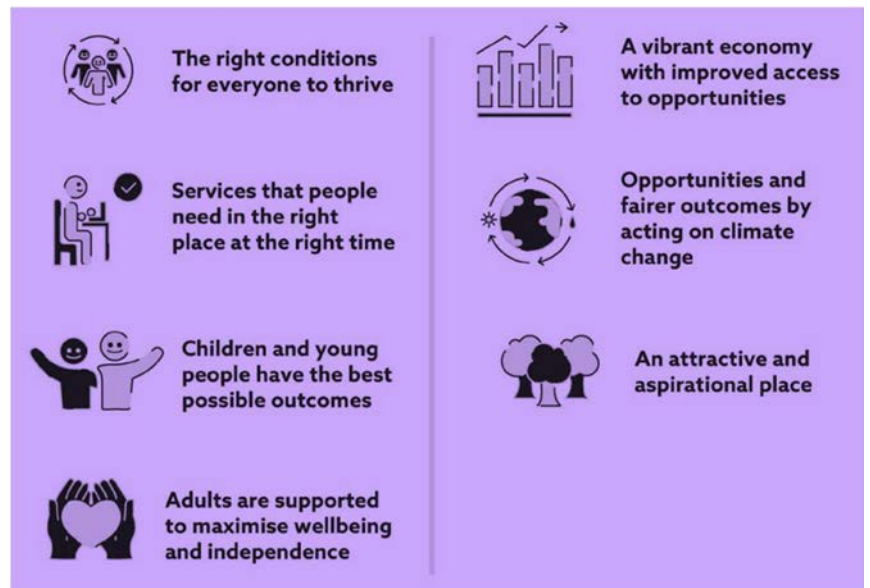 The right conditions
for everyone to thrive
Services that people
need in the right
place at the right time
Children and young
people have the best
possible outcomes
Adults are supported
to maximise wellbeing
and independence
A vibrant economy
with improved access
to opportunities
Opportunities and
fairer outcomes by
acting on climate
change
An attractive and
aspirational place